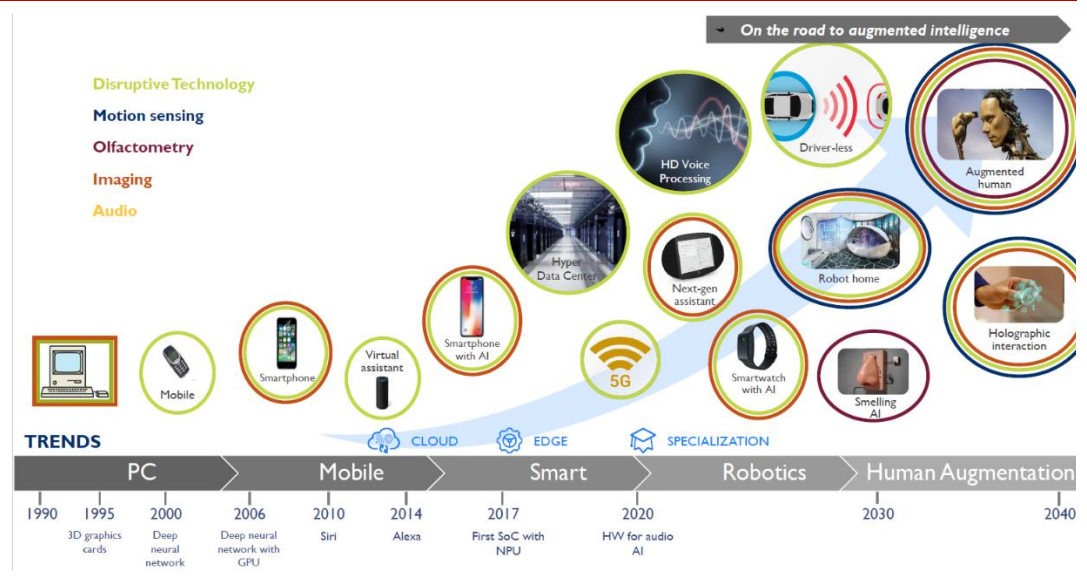 On the road to augmented intelligence
Disruptive Technology
Motion sensing
Olfactometry
Imaging
Audio
HD Voice
Processing
Driver-less
Augmented
human
Hyper
Data Center
Next-gen
assistant
Robot home
Holographic
interaction
Mobile
Smartphone
Virtual
assistant
Smartphone
with AI
5G
Smartwatch
with AI
Smelling
AI
TRENDS
CLOUD
EDGE
SPECIALIZATION
PC
Mobile
Smart
Robotics
Human Augmentation
1990
1995
2000
2006
2010
2014
2017
2020
2030
2040
3D graphics
cards
Deep
neural
network
Deep neural
network with
GPU
Siri
Alexa
First SoC with
NPU
HW for audio
AI